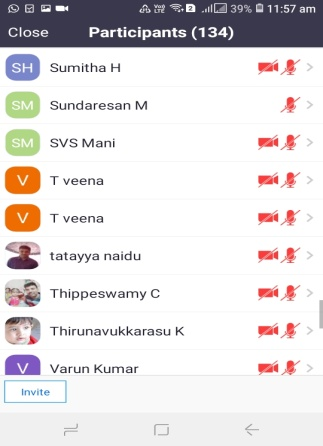 39% 11:57 am
Close Participants (134)
SH Sumitha H
SM Sundaresan M
SM SVS Mani
V T veena
V T veena
tatayya naidu
Thippeswamy C
Thirunavukkarasu K
V Varun Kumar
Invite